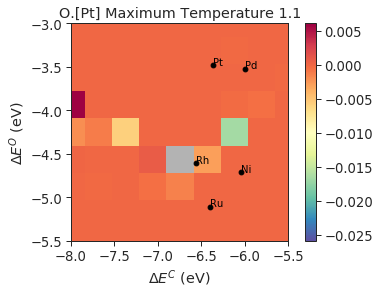 O.[Pt] Maximum Temperature 1.1
ΔE^O (eV)
-3.0
-3.5
-4.0
-4.5
-5.0
-5.5
Pt
Pd
Rh
Ni
Ru
-8.0 -7.5 -7.0 -6.5 -6.0 -5.5
ΔE^C (eV)
0.005
0.000
-0.005
-0.010
-0.015
-0.020
-0.025